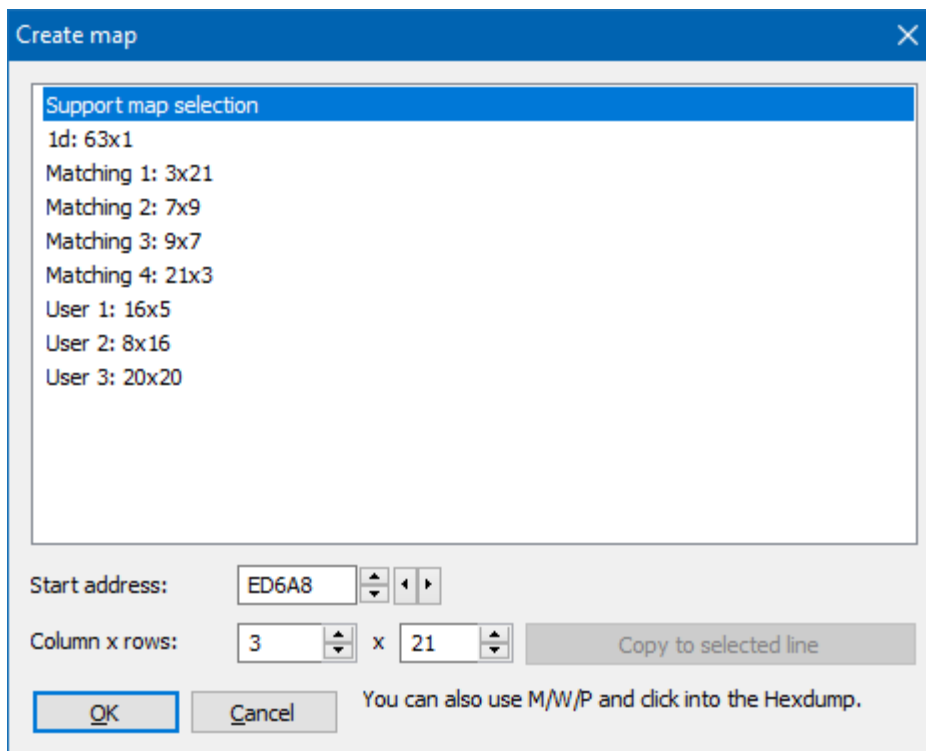 Create map
Support map selection
1d: 63x1
Matching 1: 3x21
Matching 2: 7x9
Matching 3: 9x7
Matching 4: 21x3
User 1: 16x5
User 2: 8x16
User 3: 20x20
Start address: ED6A8
Column x rows: 3 x 21 Copy to selected line
OK Cancel You can also use M/W/P and click into the Hexdump.